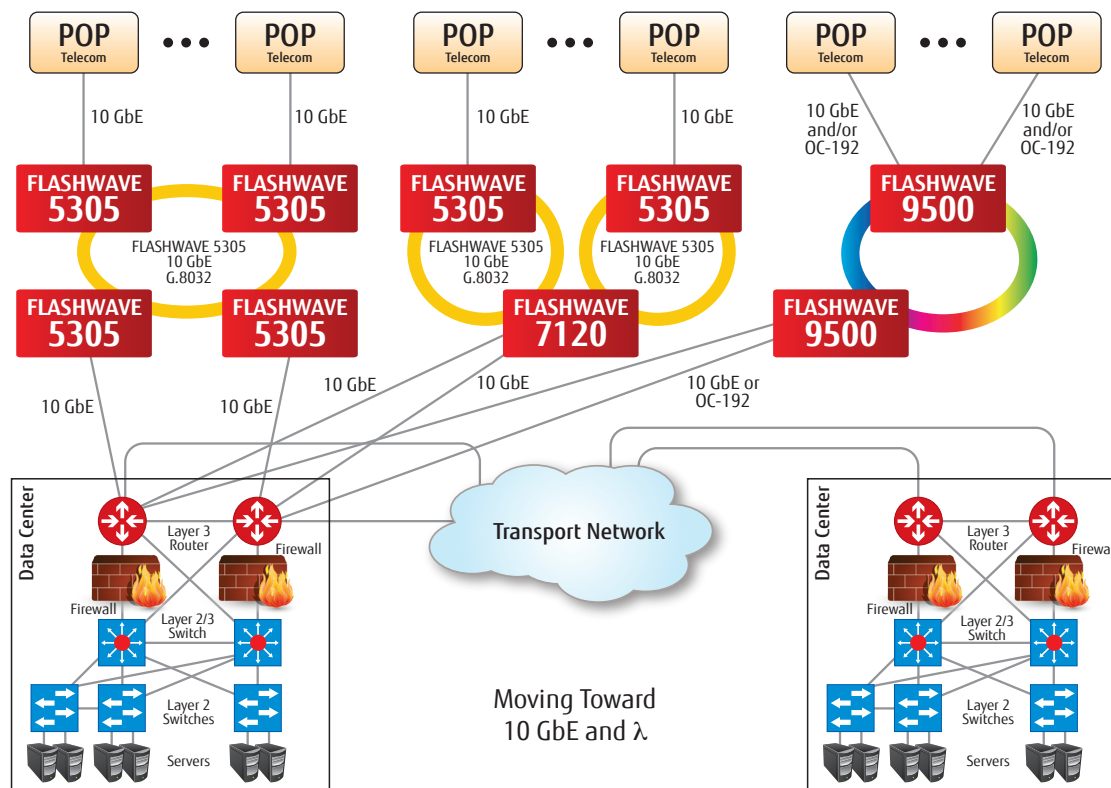 POP
Telecom
POP
Telecom
POP
Telecom
POP
Telecom
POP
Telecom
POP
Telecom
10 GbE
10 GbE
10 GbE
10 GbE
10 GbE
and/or
OC-192
10 GbE
and/or
OC-192
FLASHWAVE
5305
FLASHWAVE
5305
FLASHWAVE
5305
FLASHWAVE
5305
FLASHWAVE
9500
FLASHWAVE 5305
10 GbE
G.8032
FLASHWAVE 5305
10 GbE
G.8032
FLASHWAVE 5305
10 GbE
G.8032
FLASHWAVE
5305
FLASHWAVE
5305
FLASHWAVE
7120
FLASHWAVE
9500
10 GbE
10 GbE
10 GbE
10 GbE
10 GbE or
OC-192
Data Center
Layer 3
Router
Firewall
Firewall
Layer 2/3
Switch
Layer 2
Switches
Servers
Transport Network
Moving Toward
10 GbE and λ
Data Center
Layer 3
Router
Firewall
Firewall
Layer 2/3
Switch
Layer 2
Switches
Servers